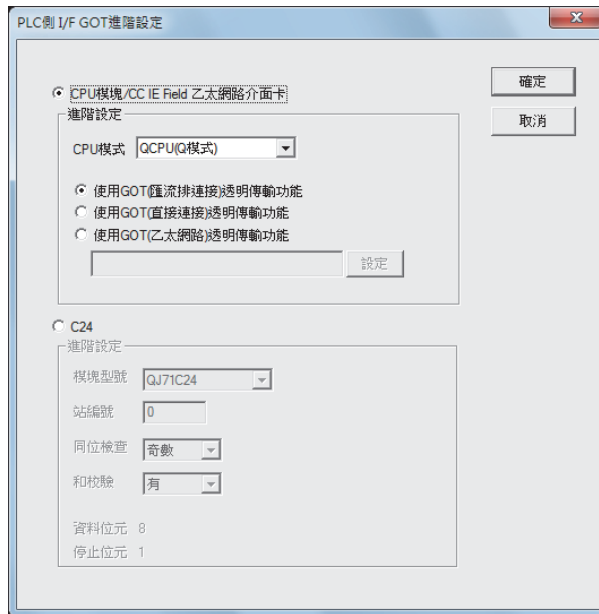 PLC側 I/F GOT進階設定
CPU模塊/CC IE Field 乙太網路介面卡
確定
進階設定
取消
CPU模式 QCPU(Q模式)
使用GOT(匯流排連接)透明傳輸功能
使用GOT(直接連接)透明傳輸功能
使用GOT(乙太網路)透明傳輸功能
設定
C24
進階設定
模塊型號 QJ71C24
站編號 0
同位檢查 奇數
和校驗 有
資料位元 8
停止位元 1